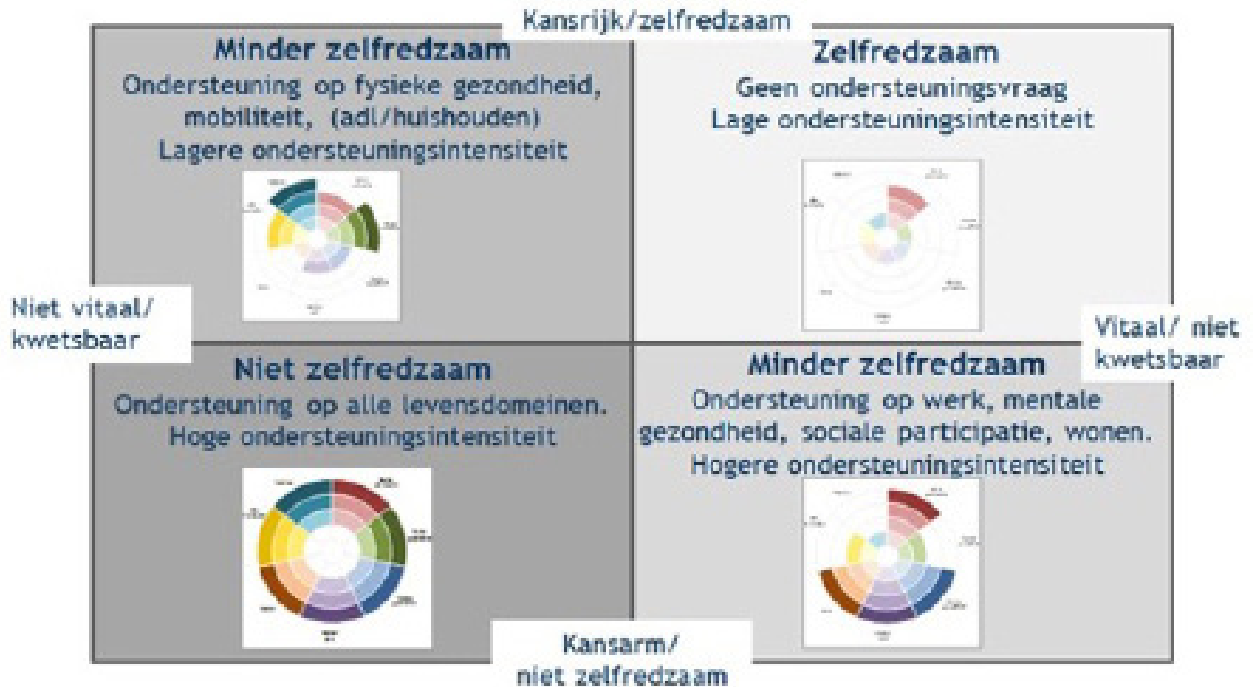 Kansrijk/zelfredzaam
Minder zelfredzaam
Ondersteuning op fysieke gezondheid,
mobiliteit, (adl/huishouden)
Lagere ondersteuningsintensiteit
Zelfredzaam
Geen ondersteuningsvraag
Lage ondersteuningsintensiteit
Niet vitaal/
kwetsbaar
Vitaal/ niet
kwetsbaar
Niet zelfredzaam
Ondersteuning op alle levensdomeinen.
Hoge ondersteuningsintensiteit
Minder zelfredzaam
Ondersteuning op werk, mentale
gezondheid, sociale participatie, wonen.
Hogere ondersteuningsintensiteit
Kansarm/
niet zelfredzaam